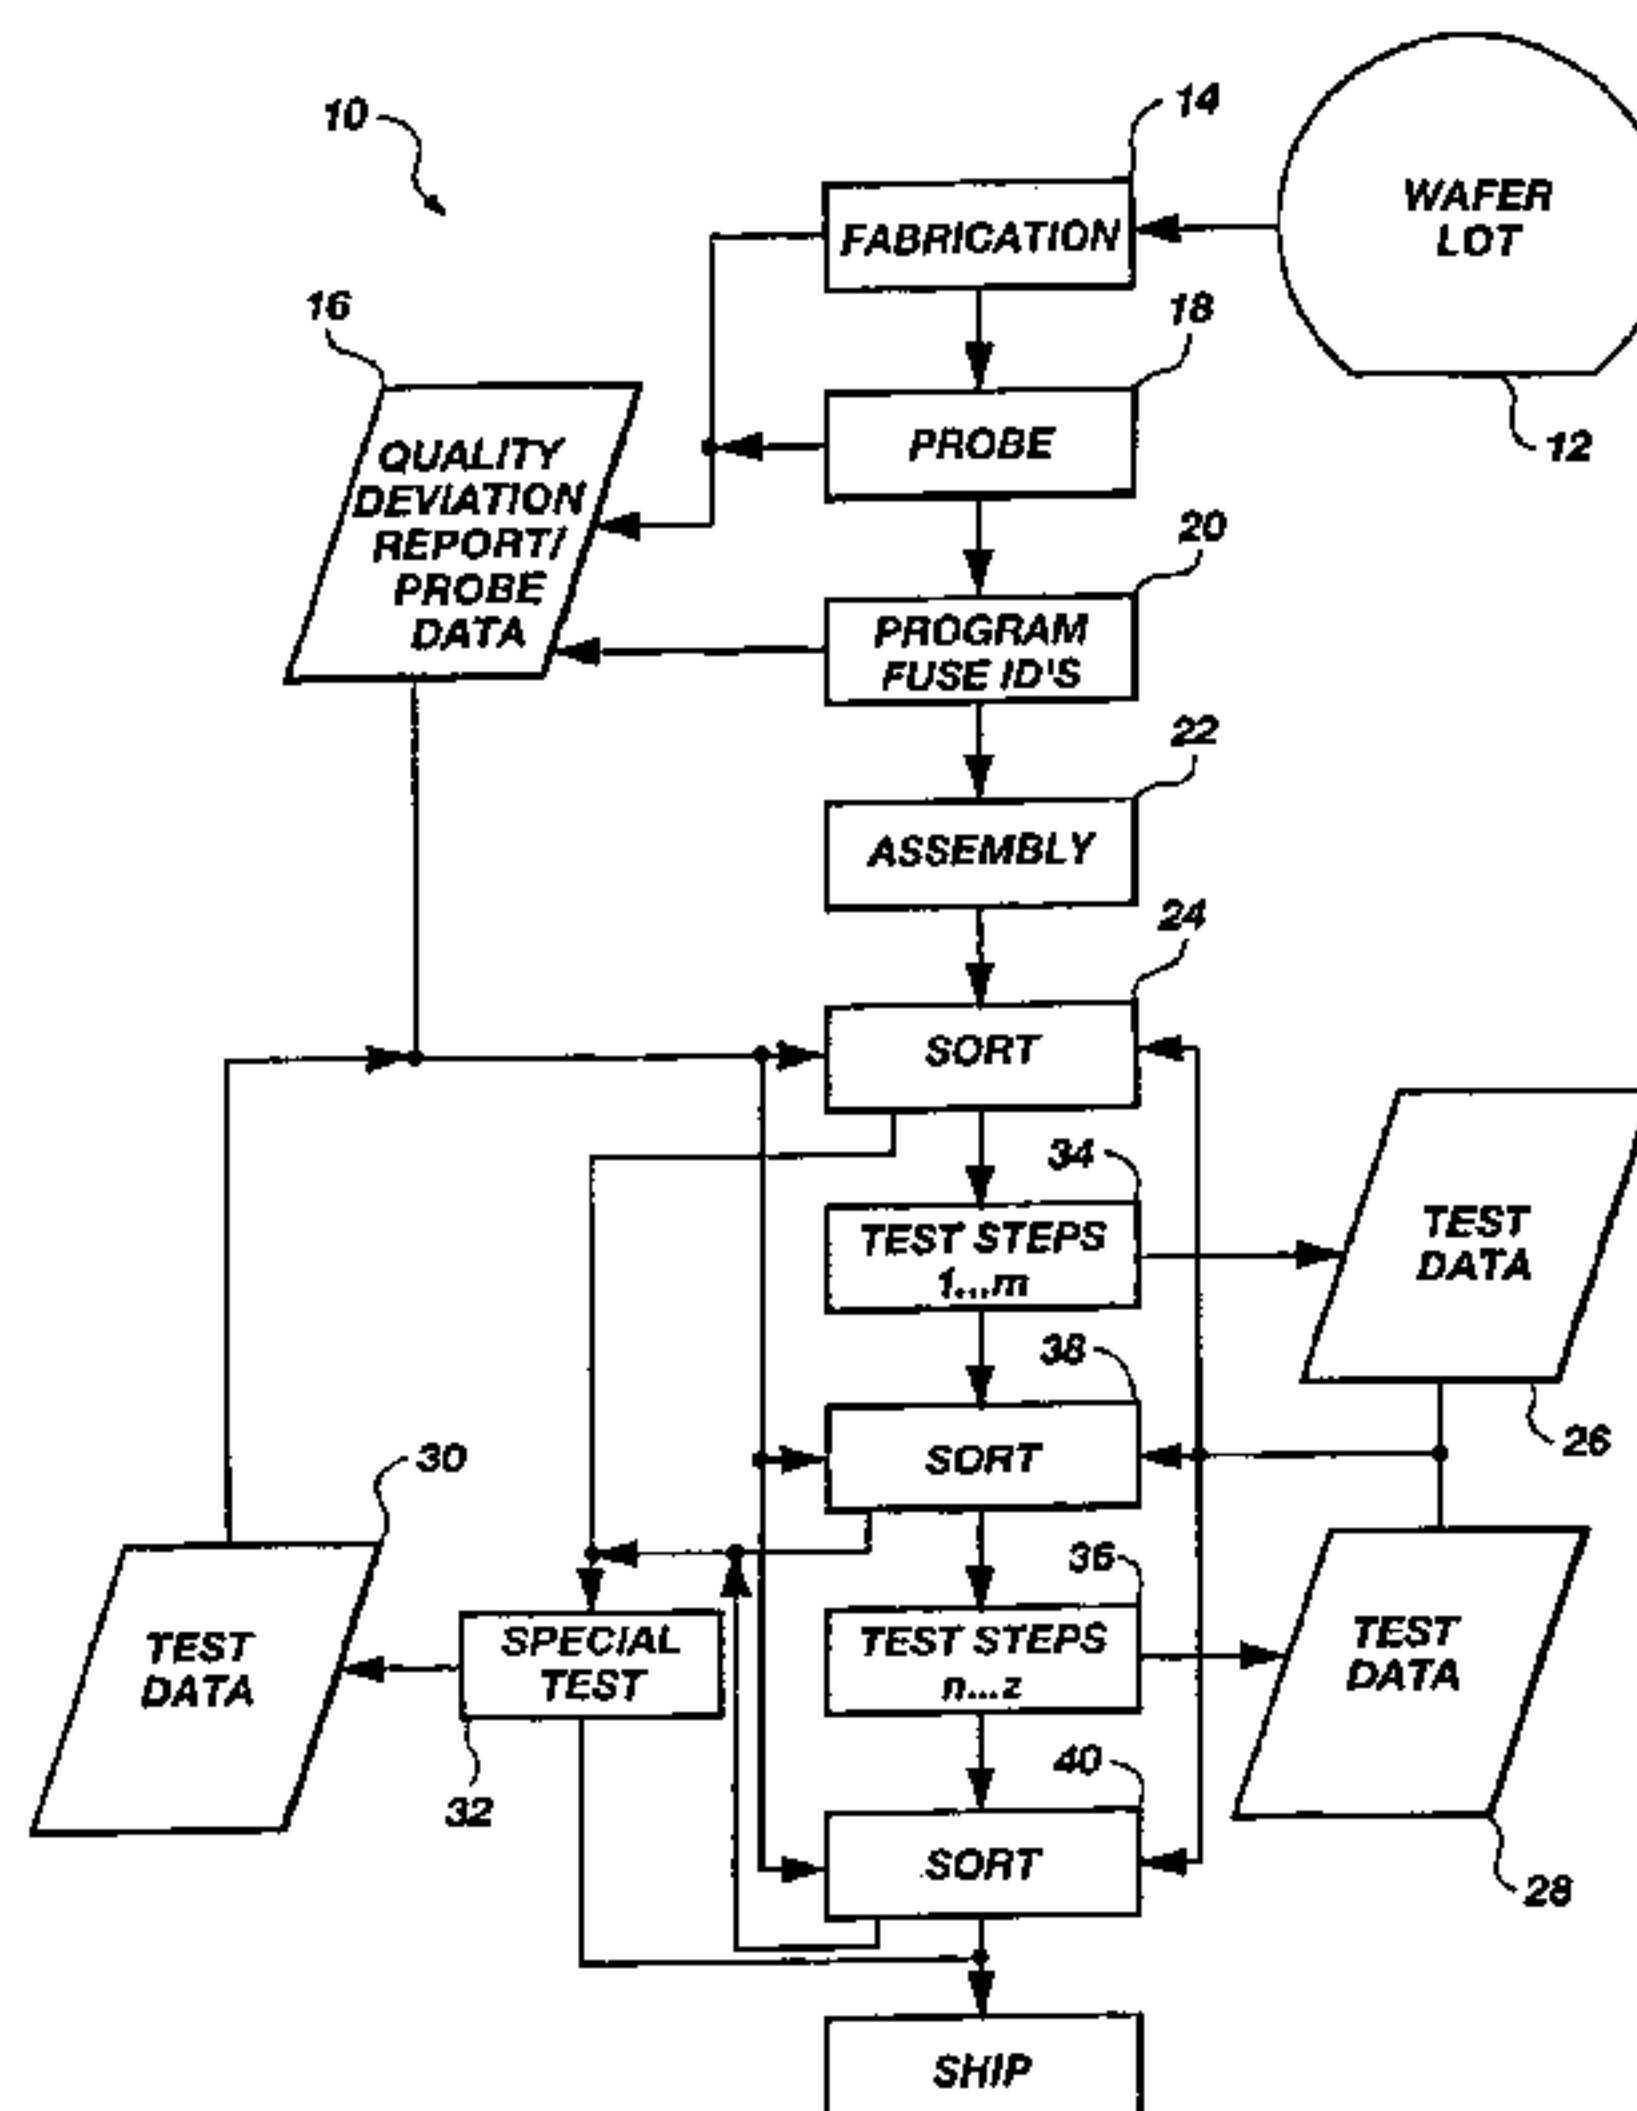 10
14
WAFER
LOT
FABRICATION
16
18
12
QUALITY
DEVIATION
REPORT/
PROBE
DATA
PROBE
20
PROGRAM
FUSE ID'S
22
ASSEMBLY
24
SORT
34
TEST STEPS
1...m
TEST
DATA
26
38
SORT
30
36
TEST STEPS
n...z
TEST
DATA
28
TEST
DATA
SPECIAL
TEST
32
40
SORT
SHIP